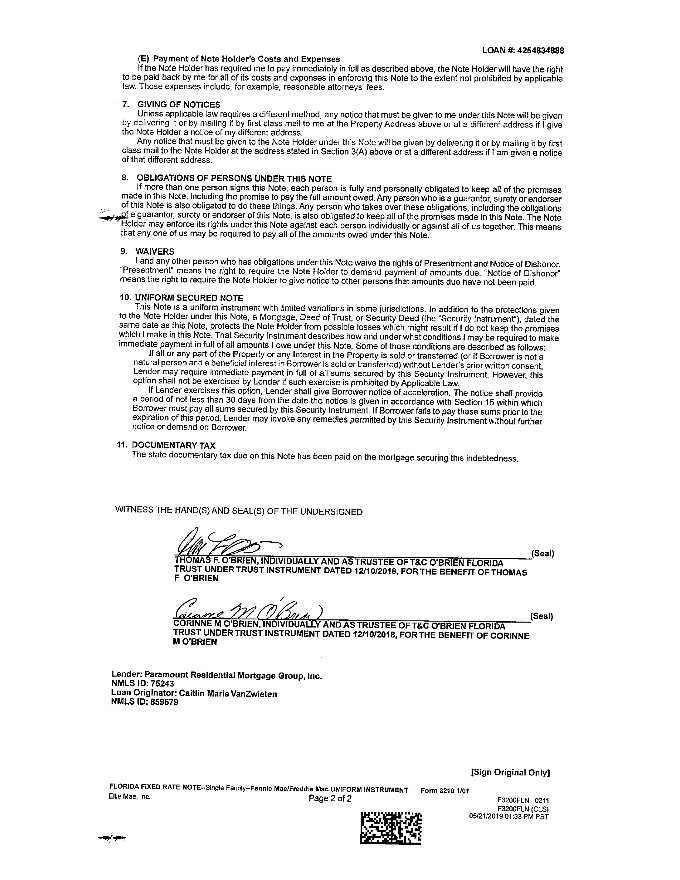 LOAN #: 4254834898
(E) Payment of Note Holder's Costs and Expenses
If the Note Holder has required me to pay immediately in full as described above, the Note Holder will have the right
to be paid back by me for all of its costs and expenses in enforcing this Note to the extent not prohibited by applicable
law. Those expenses include, for example, reasonable attorneys' fees.
7. GIVING OF NOTICES
Unless applicable law requires a different method, any notice that must be given to me under this Note will be given
by delivering it or by mailing it by first class mail to me at the Property Address above or at a different address if I give
the Note Holder a notice of my different address.
Any notice that must be given to the Note Holder under this Note will be given by delivering it or by mailing it by first
class mail to the Note Holder at the address stated in Section 3(A) above or at a different address if I am given a notice
of that different address.
8. OBLIGATIONS OF PERSONS UNDER THIS NOTE
If more than one person signs this Note, each person is fully and personally obligated to keep all of the promises
made in this Note, including the promise to pay the full amount owed. Any person who is a guarantor, surety or endorser
of this Note is also obligated to do these things. Any person who takes over these obligations, including the obligations
of a guarantor, surety or endorser of this Note, is also obligated to keep all of the promises made in this Note. The Note
Holder may enforce its rights under this Note against each person individually or against all of us together. This means
that any one of us may be required to pay all of the amounts owed under this Note.
9. WAIVERS
I and any other person who has obligations under this Note waive the rights of Presentment and Notice of Dishonor.
"Presentment" means the right to require the Note Holder to demand payment of amounts due. "Notice of Dishonor"
means the right to require the Note Holder to give notice to other persons that amounts due have not been paid.
10. UNIFORM SECURED NOTE
This Note is a uniform instrument with limited variations in some jurisdictions. In addition to the protections given
to the Note Holder under this Note, a Mortgage, Deed of Trust, or Security Deed (the "Security Instrument"), dated the
same date as this Note, protects the Note Holder from possible losses which might result if I do not keep the promises
which I make in this Note. That Security Instrument describes how and under what conditions I may be required to make
immediate payment in full of all amounts I owe under this Note. Some of those conditions are described as follows:
If all or any part of the Property or any Interest in the Property is sold or transferred (or if Borrower is not a
natural person and a beneficial interest in Borrower is sold or transferred) without Lender's prior written consent,
Lender may require immediate payment in full of all sums secured by this Security Instrument. However, this
option shall not be exercised by Lender if such exercise is prohibited by Applicable Law.
If Lender exercises this option, Lender shall give Borrower notice of acceleration. The notice shall provide
a period of not less than 30 days from the date the notice is given in accordance with Section 15 within which
Borrower must pay all sums secured by this Security Instrument. If Borrower fails to pay these sums prior to the
expiration of this period, Lender may invoke any remedies permitted by this Security Instrument without further
notice or demand on Borrower.
11. DOCUMENTARY TAX
The state documentary tax due on this Note has been paid on the mortgage securing this indebtedness.
WITNESS THE HAND(S) AND SEAL(S) OF THE UNDERSIGNED
(Seal)
THOMAS F. O'BRIEN, INDIVIDUALLY AND AS TRUSTEE OF T&C O'BRIEN FLORIDA
TRUST UNDER TRUST INSTRUMENT DATED 12/10/2018, FOR THE BENEFIT OF THOMAS
F O'BRIEN
Corinne M O'Brien (Seal)
CORINNE M O'BRIEN, INDIVIDUALLY AND AS TRUSTEE OF T&C O'BRIEN FLORIDA
TRUST UNDER TRUST INSTRUMENT DATED 12/10/2018, FOR THE BENEFIT OF CORINNE
M O'BRIEN
Lender: Paramount Residential Mortgage Group, Inc.
NMLS ID: 75243
Loan Originator: Caitlin Marie VanZwieten
NMLS ID: 859679
[Sign Original Only]
FLORIDA FIXED RATE NOTE--Single Family--Fannie Mae/Freddie Mac UNIFORM INSTRUMENT Form 3210 1/01
Ellie Mae, Inc. Page 2 of 2 F3200FLN 0211
F3200FLN (CLS)
05/21/2019 01:33 PM PST